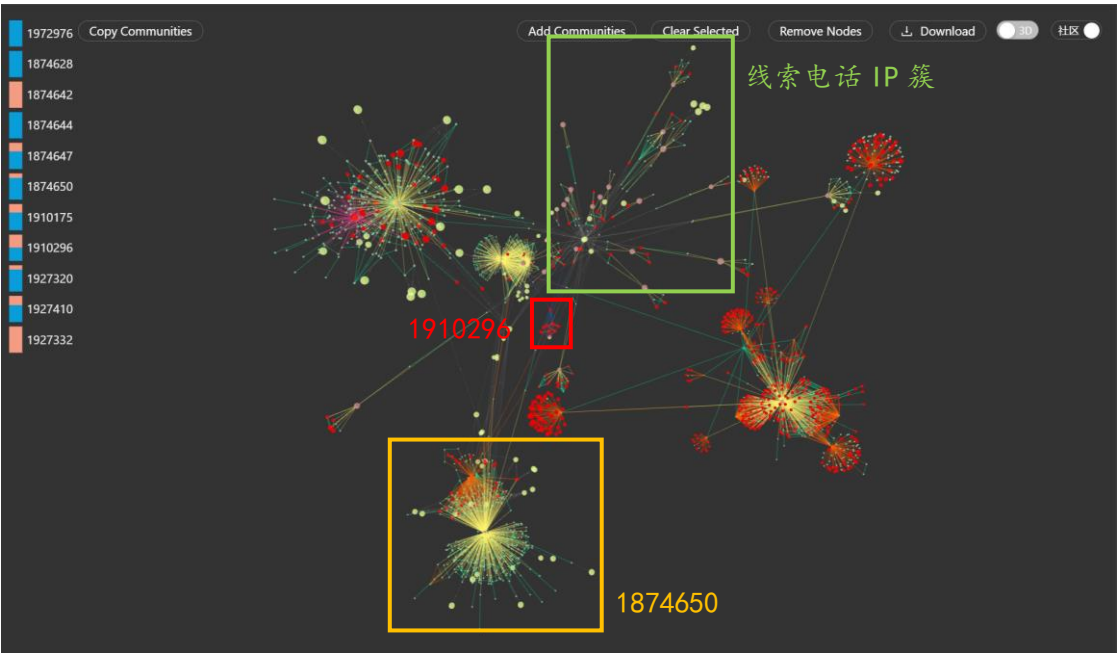 1972976
Copy Communities
Add Communities
Clear Selected
Remove Nodes
Download
3D
社区
1874628
1874642
1874644
1874647
1874650
1910175
1910296
1927320
1927410
1927332
线索电话 IP 簇
1910296
1874650